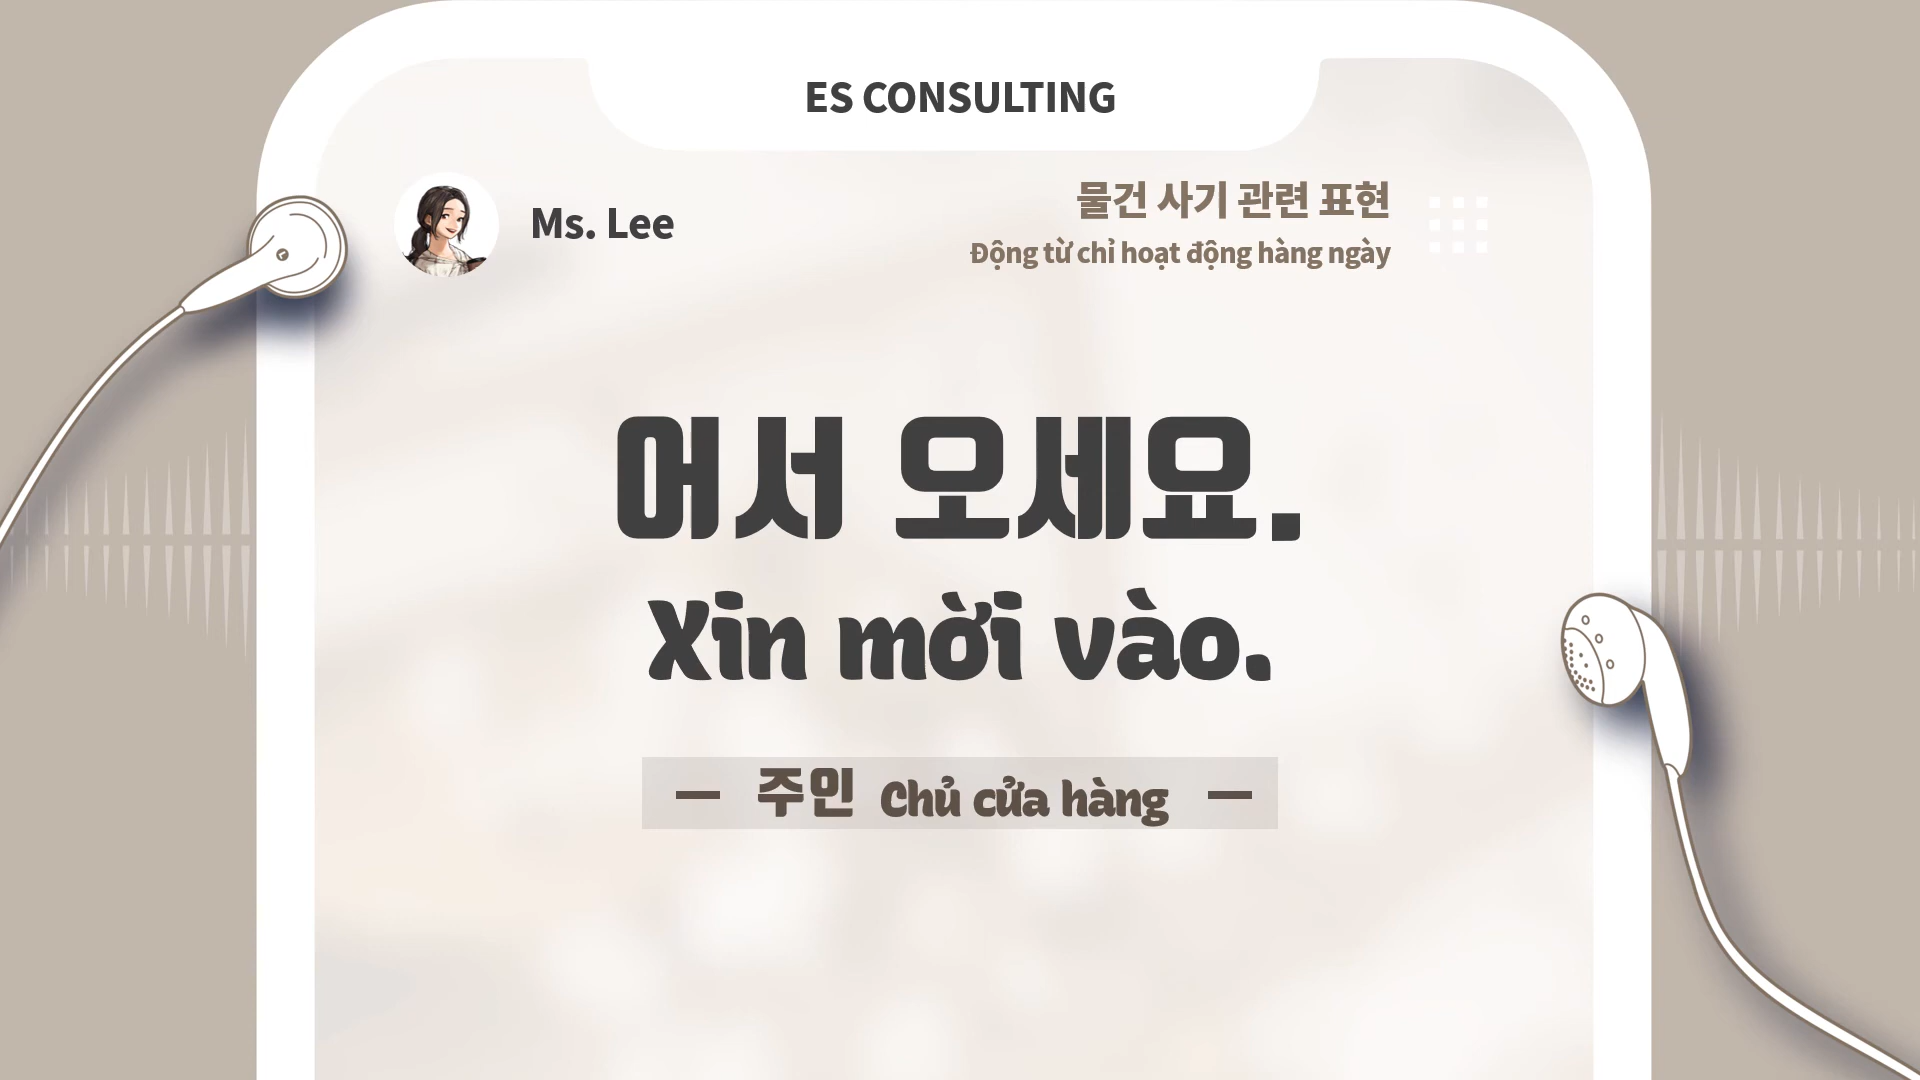 ES CONSULTING
Ms. Lee
물건 사기 관련 표현
Động từ chỉ hoạt động hàng ngày
어서 오세요.
Xin mời vào.
– 주인 Chủ cửa hàng –